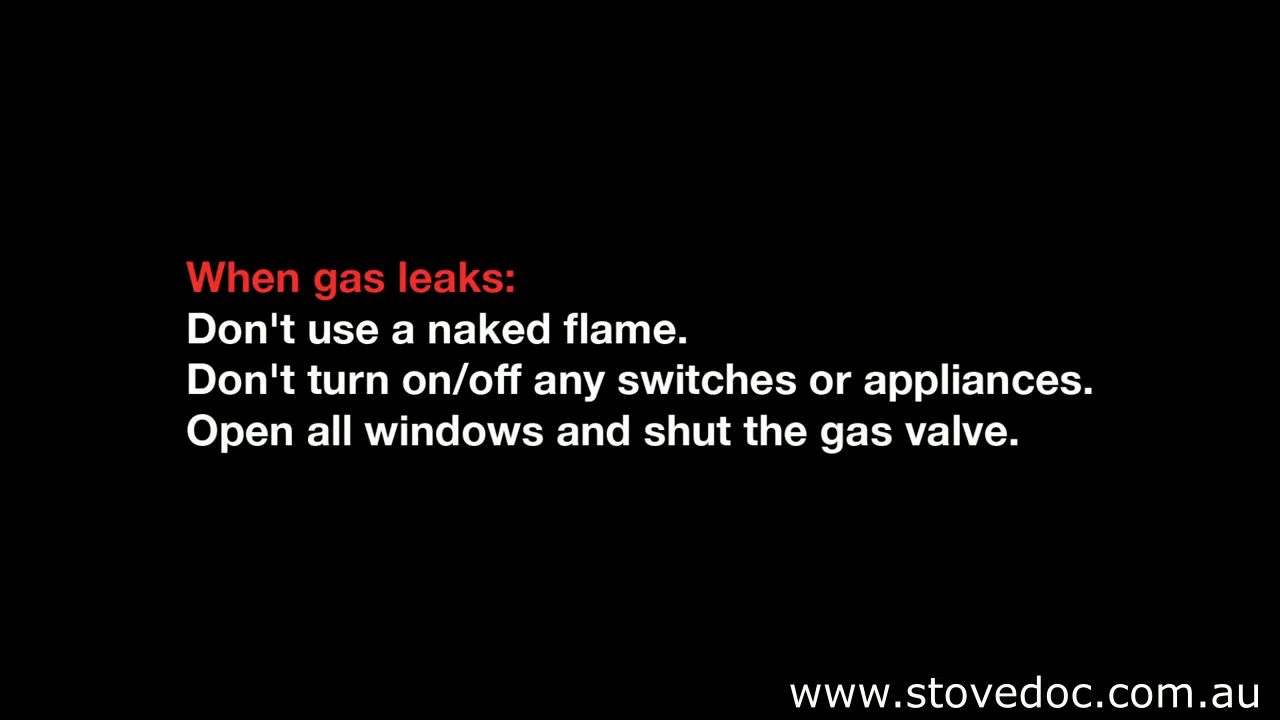 When gas leaks:
Don't use a naked flame.
Don't turn on/off any switches or appliances.
Open all windows and shut the gas valve.
www.stovedoc.com.au